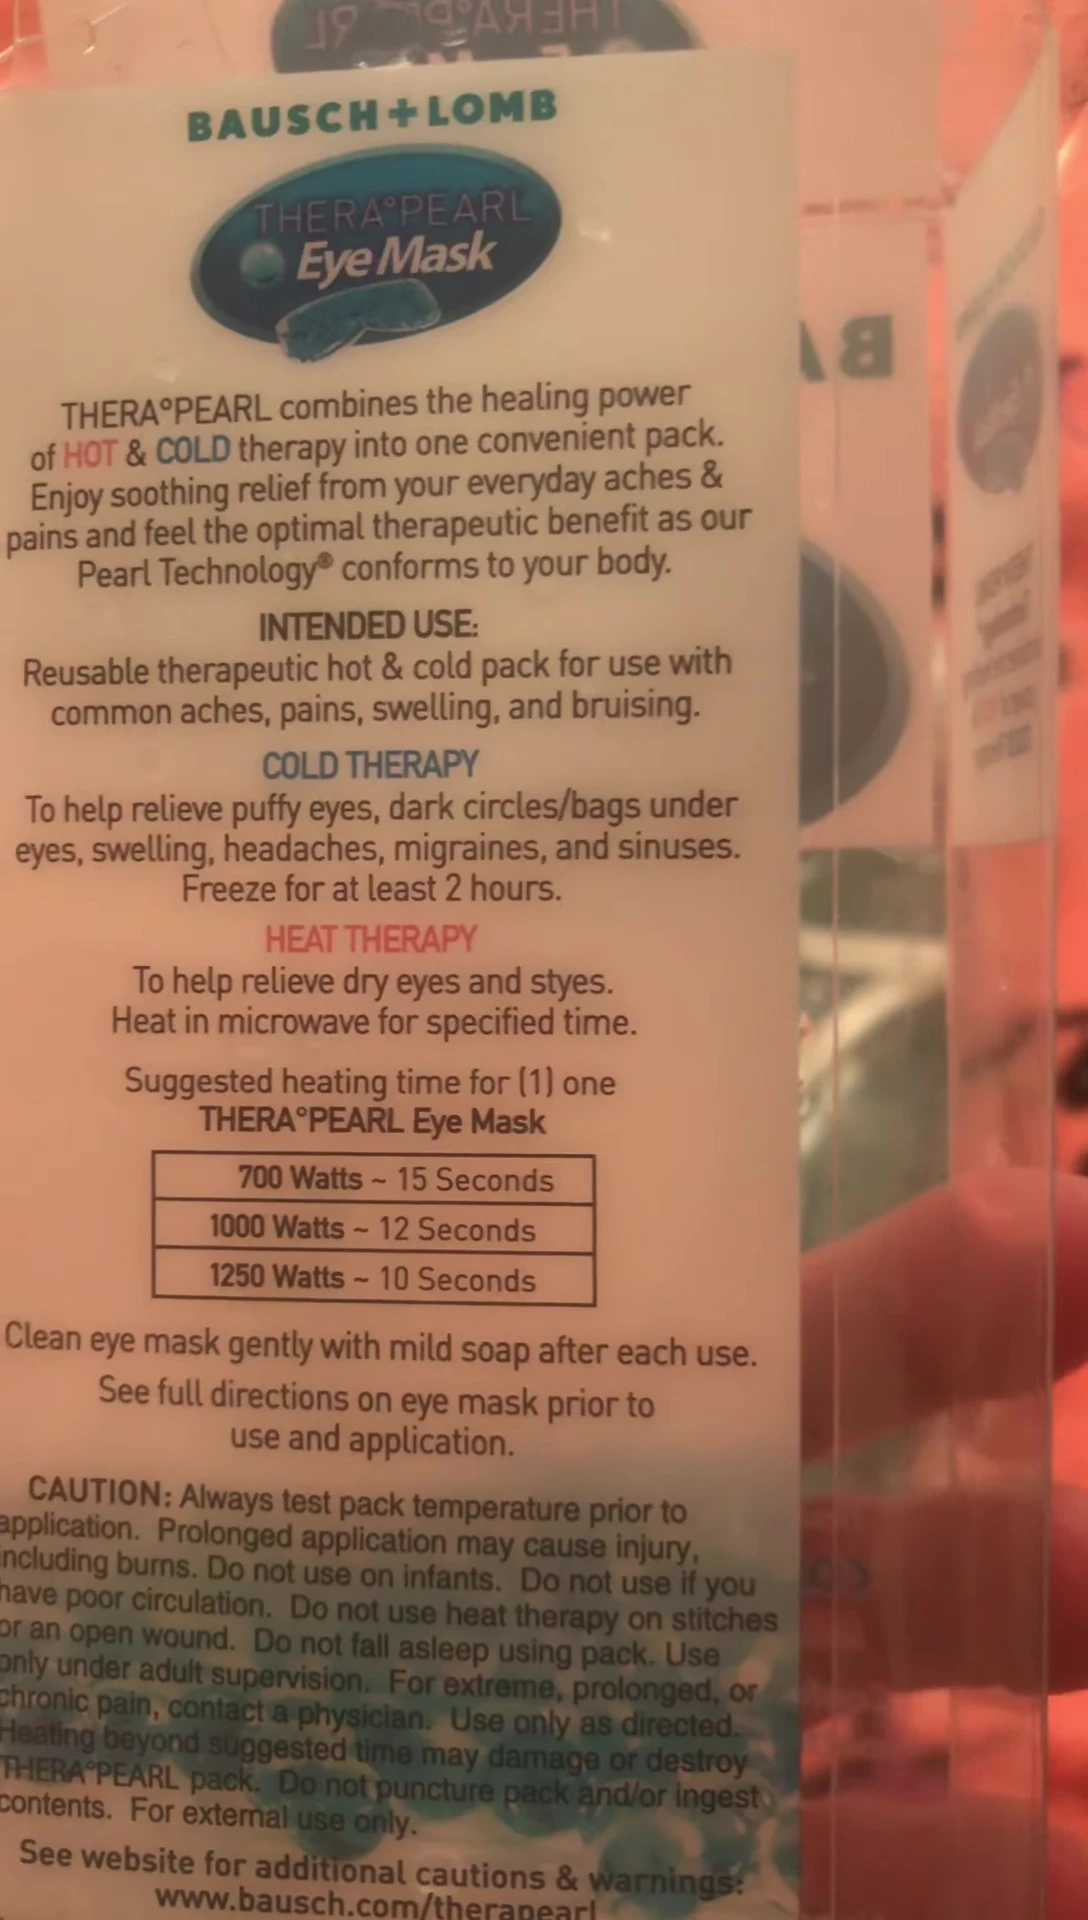 BAUSCH + LOMB
THERA°PEARL
Eye Mask
THERA°PEARL combines the healing power
of HOT & COLD therapy into one convenient pack.
Enjoy soothing relief from your everyday aches &
pains and feel the optimal therapeutic benefit as our
Pearl Technology® conforms to your body.
INTENDED USE:
Reusable therapeutic hot & cold pack for use with
common aches, pains, swelling, and bruising.
COLD THERAPY
To help relieve puffy eyes, dark circles/bags under
eyes, swelling, headaches, migraines, and sinuses.
Freeze for at least 2 hours.
HEAT THERAPY
To help relieve dry eyes and styes.
Heat in microwave for specified time.
Suggested heating time for (1) one
THERA°PEARL Eye Mask
700 Watts ~ 15 Seconds
1000 Watts ~ 12 Seconds
1250 Watts ~ 10 Seconds
Clean eye mask gently with mild soap after each use.
See full directions on eye mask prior to
use and application.
CAUTION: Always test pack temperature prior to
application. Prolonged application may cause injury,
including burns. Do not use on infants. Do not use if you
have poor circulation. Do not use heat therapy on stitches
or an open wound. Do not fall asleep using pack. Use
only under adult supervision. For extreme, prolonged, or
chronic pain, contact a physician. Use only as directed.
Heating beyond suggested time may damage or destroy
THERA°PEARL pack. Do not puncture pack and/or ingest
contents. For external use only.
See website for additional cautions & warnings:
www.bausch.com/therapearl